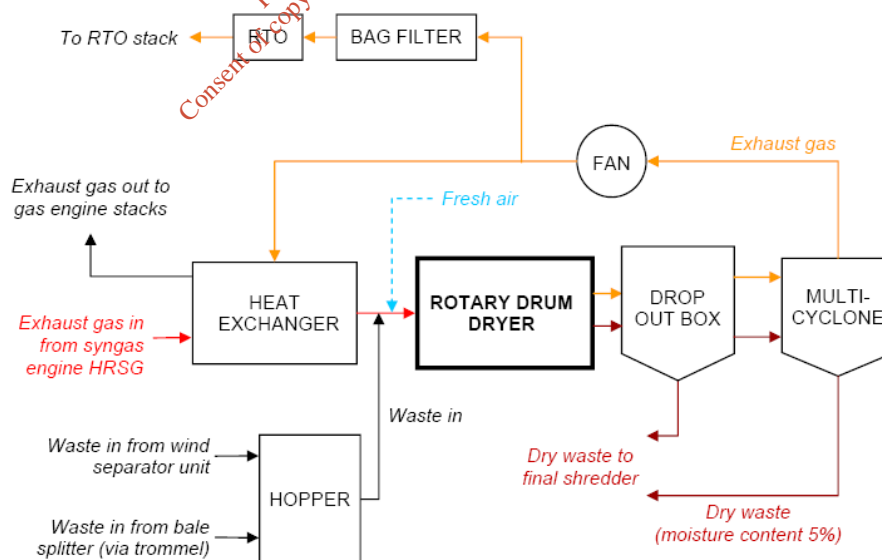 To RTO stack
RTO
BAG FILTER
Consent of copy
FAN
Exhaust gas
Exhaust gas out to
gas engine stacks
Fresh air
HEAT
EXCHANGER
ROTARY DRUM
DRYER
DROP
OUT BOX
MULTI-
CYCLONE
Exhaust gas in
from syngas
engine HRSG
Waste in
Waste in from wind
separator unit
HOPPER
Waste in from bale
splitter (via trommel)
Dry waste to
final shredder
Dry waste
(moisture content 5%)